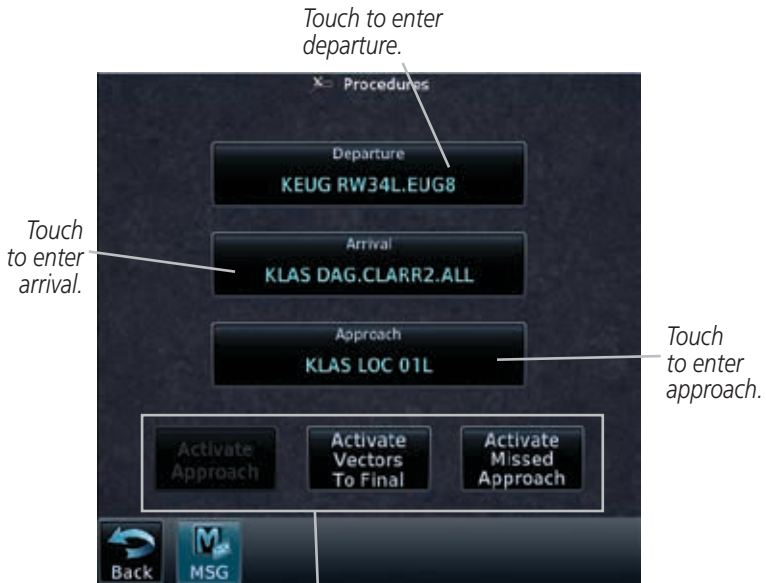 Touch to enter
departure.
Procedures
Departure
KEUG RW34L.EUG8
Touch
to enter
arrival.
Arrival
KLAS DAG.CLARR2.ALL
Approach
KLAS LOC 01L
Touch
to enter
approach.
Activate
Approach
Activate
Vectors
To Final
Activate
Missed
Approach
Back
MSG